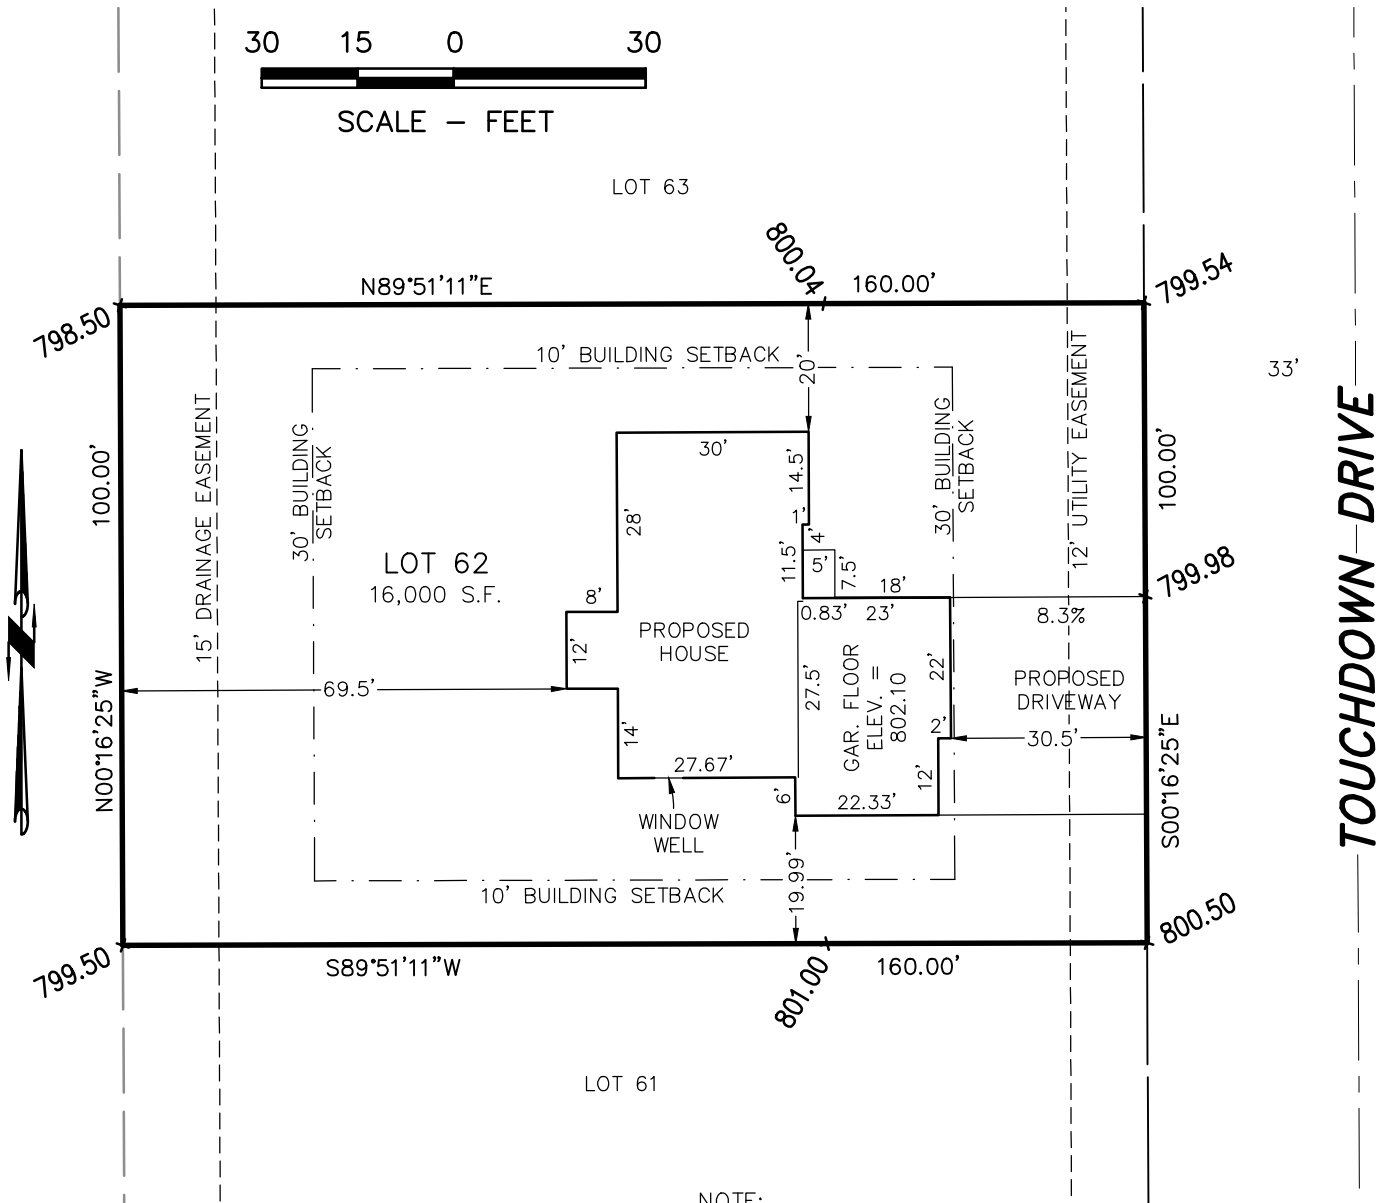 30 15 0 30
SCALE - FEET
LOT 63
800.04
N89°51'11"E
160.00'
799.54
798.50
10' BUILDING SETBACK
20'
33'
15' DRAINAGE EASEMENT
30' BUILDING
SETBACK
30'
14.5'
30' BUILDING
SETBACK
12' UTILITY EASEMENT
100.00'
100.00'
TOUCHDOWN DRIVE
28'
1'
4'
LOT 62
16,000 S.F.
11.5'
5'
7.5'
18'
799.98
8'
0.83'
23'
8.3%
12'
PROPOSED
HOUSE
27.5'
GAR. FLOOR
ELEV. =
802.10
22'
PROPOSED
DRIVEWAY
69.5'
N00°16'25"W
14'
2'
30.5'
S00°16'25"E
27.67'
6'
22.33'
12'
WINDOW
WELL
19.99'
10' BUILDING SETBACK
800.50
799.50
S89°51'11"W
801.00
160.00'
LOT 61
NOTE: